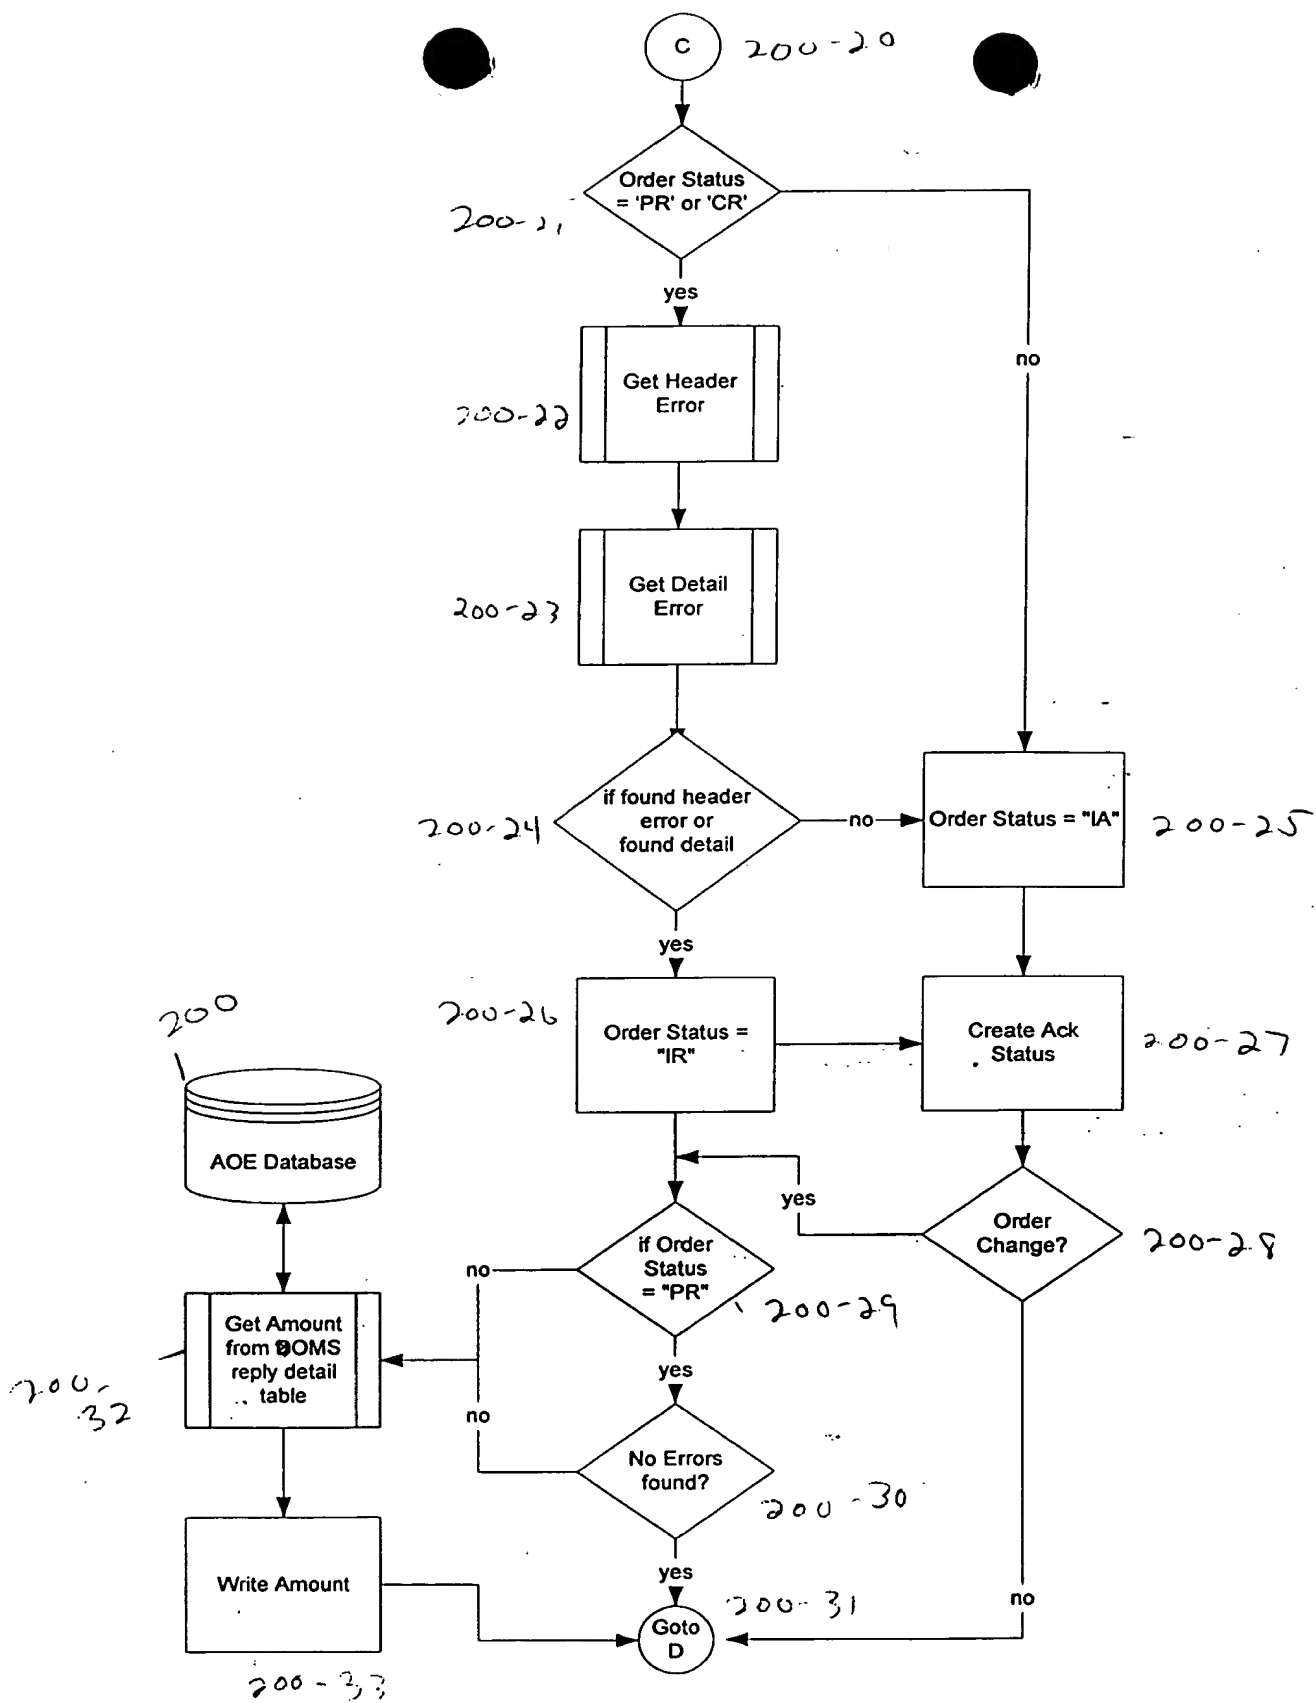 C
200-20
Order Status
= 'PR' or 'CR'
200-21
yes
no
Get Header
Error
200-22
Get Detail
Error
200-23
if found header
error or
found detail
200-24
no
Order Status = "IA"
200-25
yes
200
200-26
Order Status =
"IR"
Create Ack
Status
200-27
AOE Database
yes
Order
Change?
200-28
if Order
Status
= "PR"
no
200-29
Get Amount
from DOMS
reply detail
table
200-
32
yes
no
No Errors
found?
200-30
Write Amount
yes
200-31
no
Goto
D
200-33